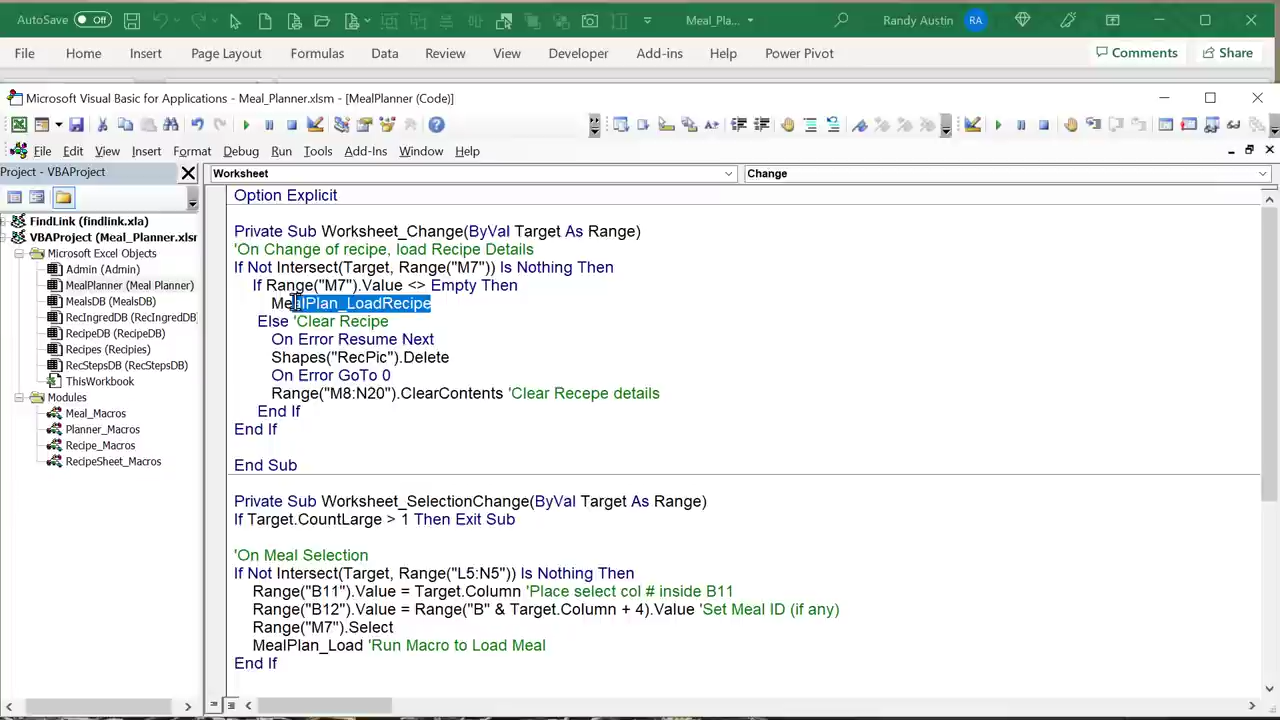 AutoSave Off Meal_Pla... Randy Austin RA
File Home Insert Page Layout Formulas Data Review View Developer Add-ins Help Power Pivot Comments Share
Microsoft Visual Basic for Applications - Meal_Planner.xlsm - [MealPlanner (Code)]
File Edit View Insert Format Debug Run Tools Add-Ins Window Help
Project - VBAProject
Worksheet Change
FindLink (findlink.xla)
VBAProject (Meal_Planner.xlsr
Microsoft Excel Objects
Admin (Admin)
MealPlanner (Meal Planner)
MealsDB (MealsDB)
RecIngredDB (RecIngredDB)
RecipeDB (RecipeDB)
Recipes (Recipies)
RecStepsDB (RecStepsDB)
ThisWorkbook
Modules
Meal_Macros
Planner_Macros
Recipe_Macros
RecipeSheet_Macros
Option Explicit
Private Sub Worksheet_Change(ByVal Target As Range)
'On Change of recipe, load Recipe Details
If Not Intersect(Target, Range("M7")) Is Nothing Then
If Range("M7").Value <> Empty Then
MealPlan_LoadRecipe
Else 'Clear Recipe
On Error Resume Next
Shapes("RecPic").Delete
On Error GoTo 0
Range("M8:N20").ClearContents 'Clear Recepe details
End If
End If
End Sub
Private Sub Worksheet_SelectionChange(ByVal Target As Range)
If Target.CountLarge > 1 Then Exit Sub
'On Meal Selection
If Not Intersect(Target, Range("L5:N5")) Is Nothing Then
Range("B11").Value = Target.Column 'Place select col # inside B11
Range("B12").Value = Range("B" & Target.Column + 4).Value 'Set Meal ID (if any)
Range("M7").Select
MealPlan_Load 'Run Macro to Load Meal
End If